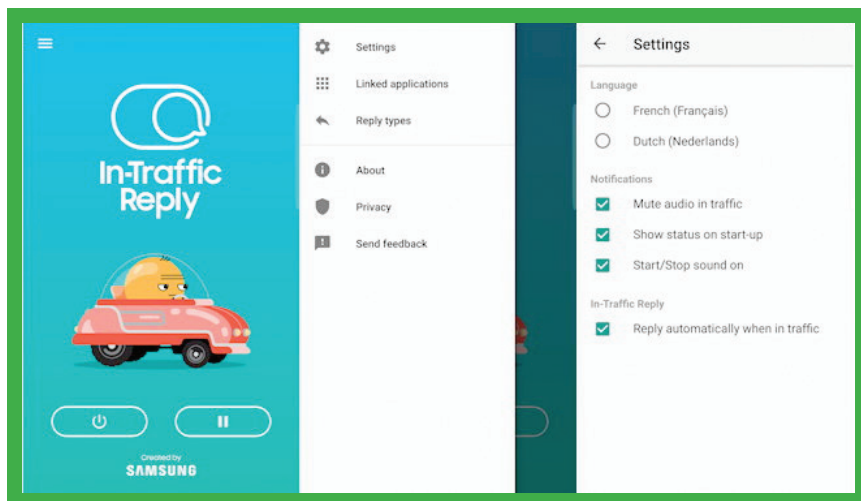 In-Traffic
Reply
Created by
SAMSUNG
Settings
Linked applications
Reply types
About
Privacy
Send feedback
Settings
Language
French (Français)
Dutch (Nederlands)
Notifications
Mute audio in traffic
Show status on start-up
Start/Stop sound on
In-Traffic Reply
Reply automatically when in traffic